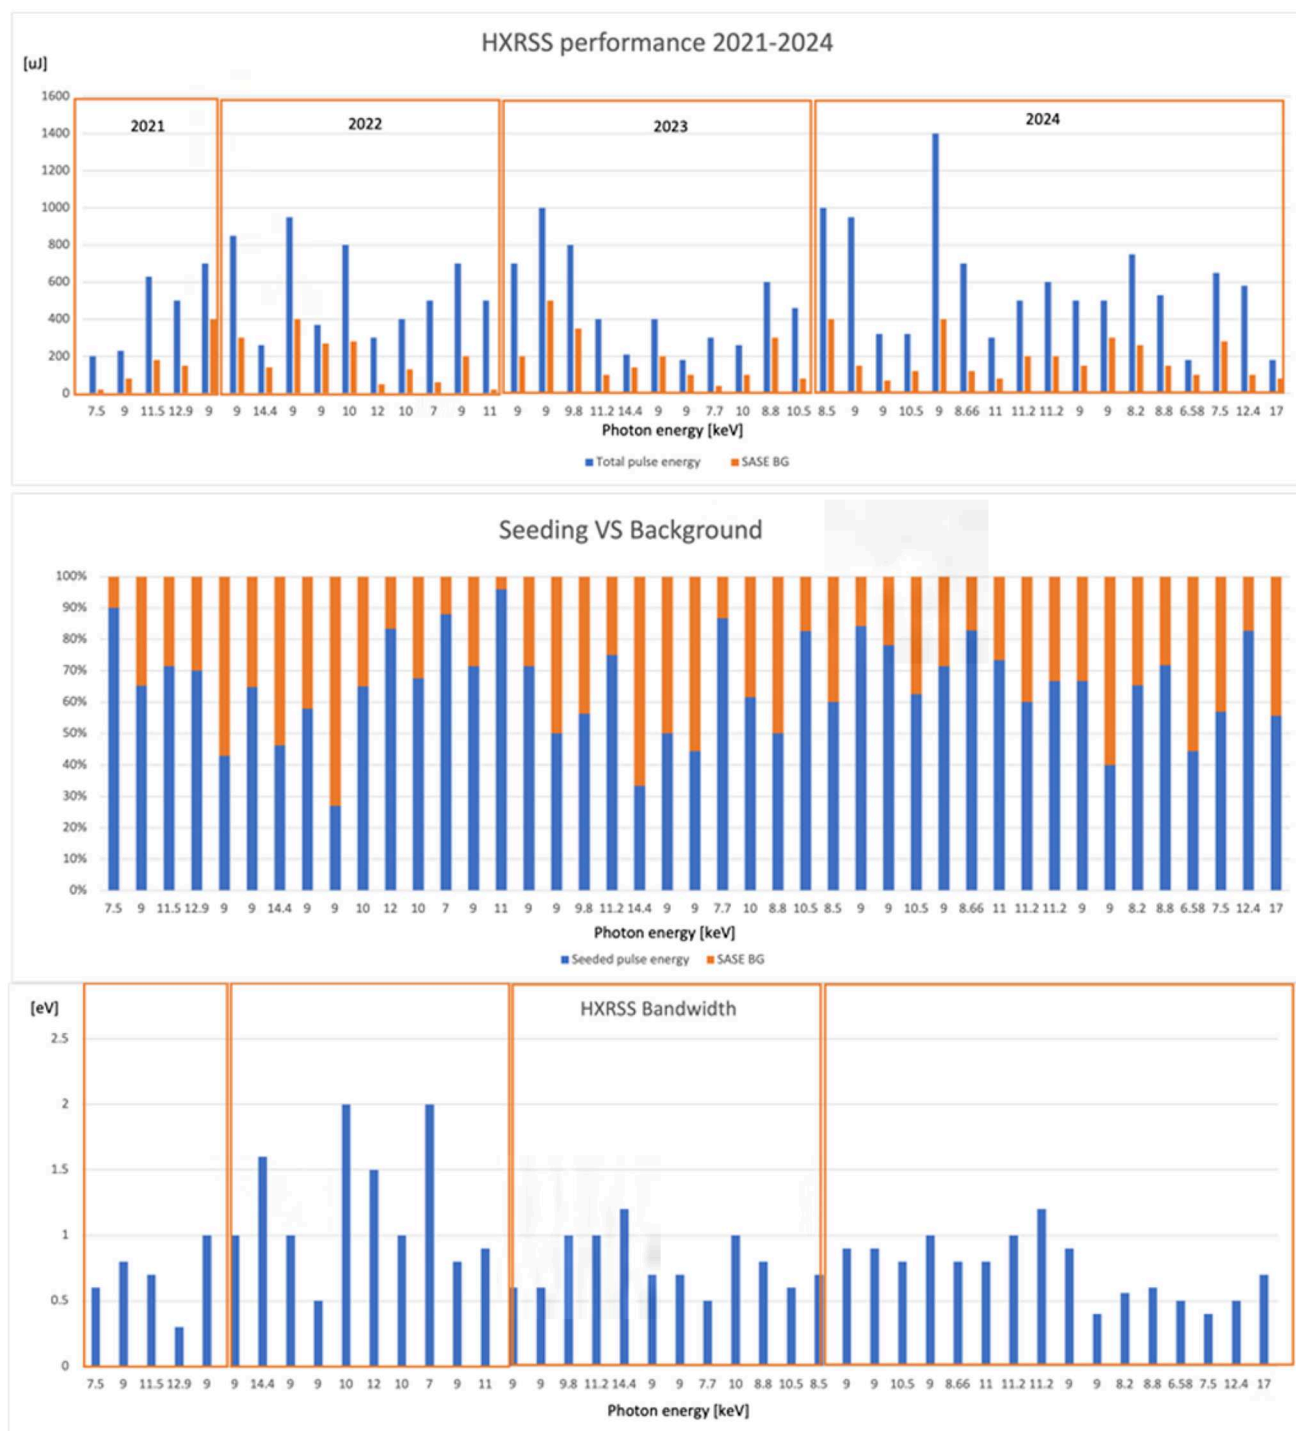 HXRSS performance 2021-2024
[uJ]
1600
2021
2022
2023
2024
1400
1200
1000
800
600
400
200
0
7.5 9 11.5 12.9 9 9 14.4 9 9 10 12 10 7 9 11 9 9 9.8 11.2 14.4 9 9 7.7 10 8.8 10.5 8.5 9 9 10.5 9 8.66 11 11.2 11.2 9 9 8.2 8.8 6.58 7.5 12.4 17
Photon energy [keV]
Total pulse energy SASE BG
Seeding VS Background
100%
90%
80%
70%
60%
50%
40%
30%
20%
10%
0%
7.5 9 11.5 12.9 9 9 14.4 9 9 10 12 10 7 9 11 9 9 9.8 11.2 14.4 9 9 7.7 10 8.8 10.5 8.5 9 9 10.5 9 8.66 11 11.2 11.2 9 9 8.2 8.8 6.58 7.5 12.4 17
Photon energy [keV]
Seeded pulse energy SASE BG
[eV]
HXRSS Bandwidth
2.5
2
1.5
1
0.5
0
7.5 9 11.5 12.9 9 9 14.4 9 9 10 12 10 7 9 11 9 9 9.8 11.2 14.4 9 9 7.7 10 8.8 10.5 8.5 9 9 10.5 9 8.66 11 11.2 11.2 9 9 8.2 8.8 6.58 7.5 12.4 17
Photon energy [keV]